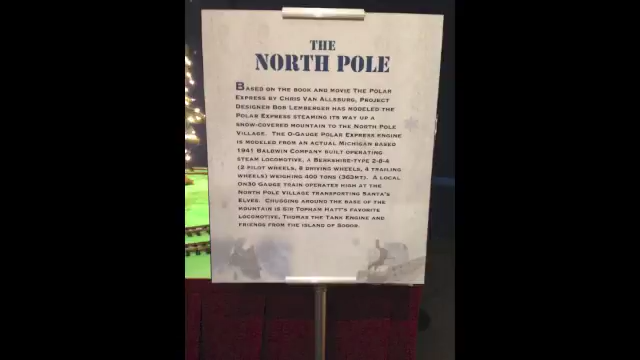 THE
NORTH POLE
BASED ON THE BOOK AND MOVIE THE POLAR
EXPRESS BY CHRIS VAN ALLSBURG, PROJECT
DESIGNER BOB LEMBERGER HAS MODELED THE
POLAR EXPRESS STEAMING ITS WAY UP A
SNOW-COVERED MOUNTAIN TO THE NORTH POLE
VILLAGE. THE O-GAUGE POLAR EXPRESS ENGINE
IS MODELED FROM AN ACTUAL MICHIGAN BASED
1941 BALDWIN COMPANY BUILT OPERATING
STEAM LOCOMOTIVE, A BERKSHIRE-TYPE 2-8-4
(2 PILOT WHEELS, 8 DRIVING WHEELS, 4 TRAILING
WHEELS) WEIGHING 400 TONS (363MT). A LOCAL
ON30 GAUGE TRAIN OPERATES HIGH AT THE
NORTH POLE VILLAGE TRANSPORTING SANTA'S
ELVES. CHUGGING AROUND THE BASE OF THE
MOUNTAIN IS SIR TOPHAM HATT'S FAVORITE
LOCOMOTIVE, THOMAS THE TANK ENGINE AND
FRIENDS FROM THE ISLAND OF SODOR.